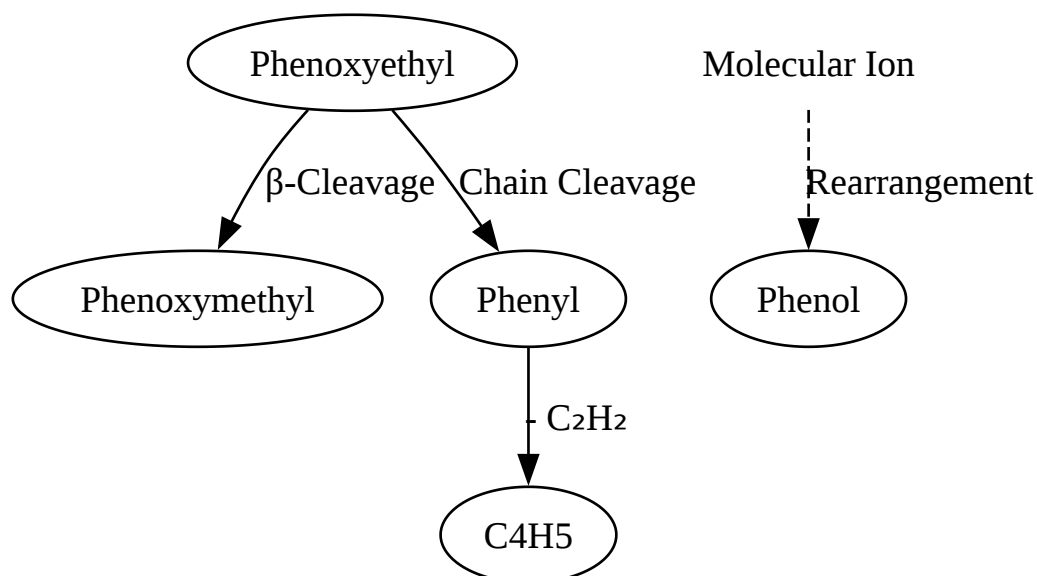 Phenoxyethyl
Molecular Ion
β-Cleavage
Chain Cleavage
Rearrangement
Phenoxymethyl
Phenyl
Phenol
- C₂H₂
C4H5